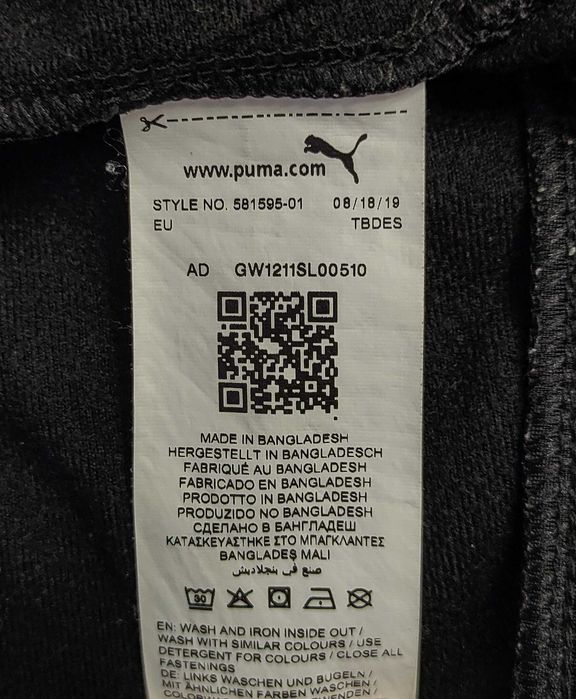 www.puma.com
STYLE NO. 581595-01 08/18/19
EU TBDES
AD GW1211SL00510
MADE IN BANGLADESH
HERGESTELLT IN BANGLADESCH
FABRIQUÉ AU BANGLADESH
FABRICADO EN BANGLADESH
PRODOTTO IN BANGLADESH
PRODUZIDO NO BANGLADESH
СДЕЛАНО В БАНГЛАДЕШ
ΚΑΤΑΣΚΕΥΑΣΤΗΚΕ ΣΤΟ ΜΠΑΓΚΛΑΝΤΕΣ
BANGLADEŞ MALI
صنع في بنجلاديش
30
EN: WASH AND IRON INSIDE OUT /
WASH WITH SIMILAR COLOURS / USE
DETERGENT FOR COLOURS / CLOSE ALL
FASTENINGS
DE: LINKS WASCHEN UND BÜGELN /
MIT ÄHNLICHEN FARBEN WASCHEN /